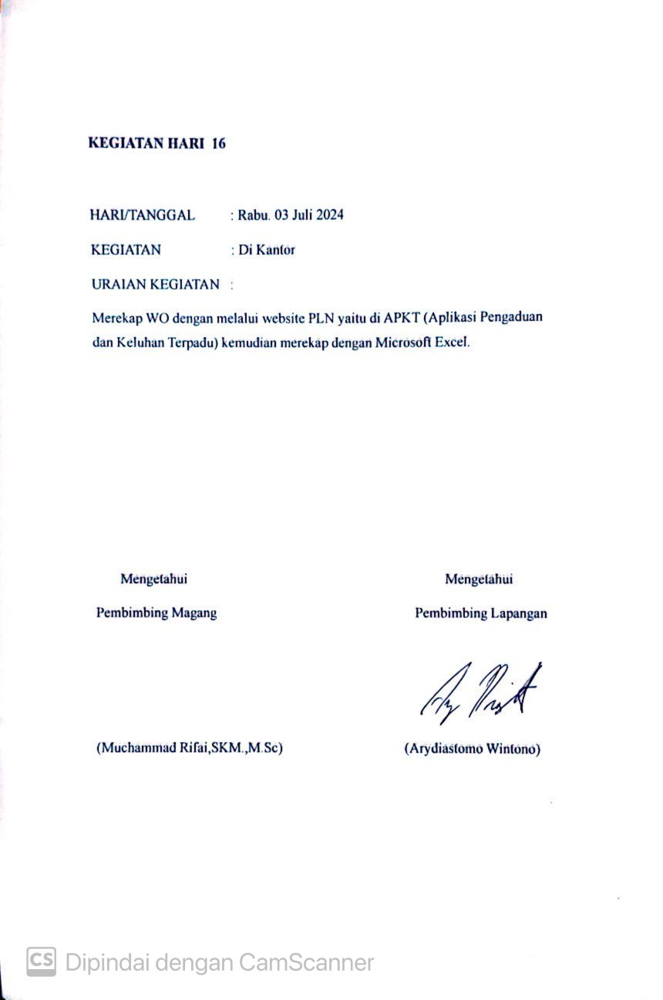 KEGIATAN HARI 16
HARI/TANGGAL : Rabu. 03 Juli 2024
KEGIATAN : Di Kantor
URAIAN KEGIATAN :
Merekap WO dengan melalui website PLN yaitu di APKT (Aplikasi Pengaduan
dan Keluhan Terpadu) kemudian merekap dengan Microsoft Excel.
Mengetahui Mengetahui
Pembimbing Magang Pembimbing Lapangan
(Muchammad Rifai,SKM.,M.Sc) (Arydiastomo Wintono)
CS Dipindai dengan CamScanner